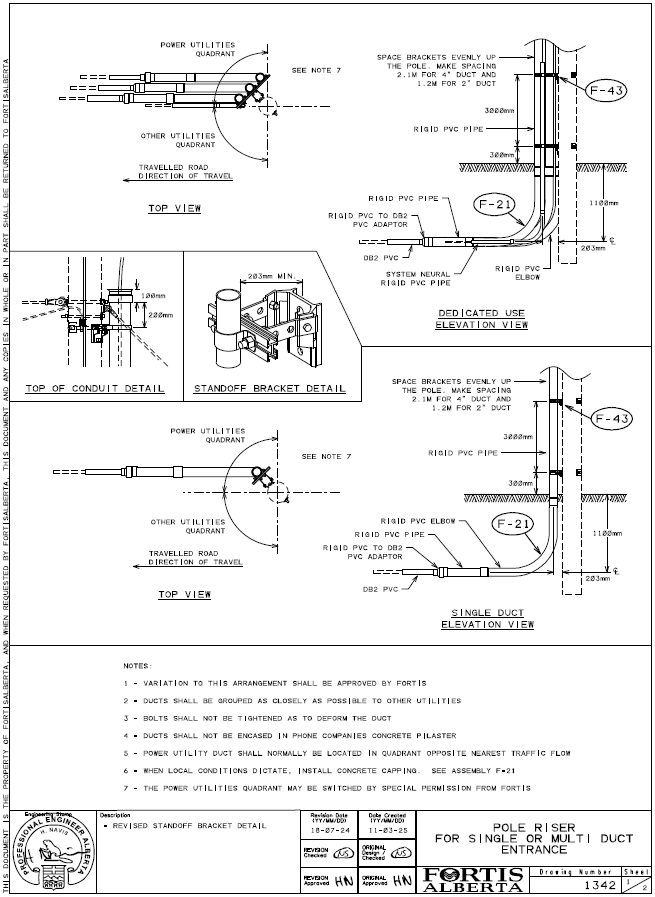 THIS DOCUMENT IS THE PROPERTY OF FORTISALBERTA, AND WHEN REQUESTED BY FORTISALBERTA, THIS DOCUMENT AND ANY COPIES IN WHOLE OR IN PART SHALL BE RETURNED TO FORTISALBERTA
POWER UTILITIES
QUADRANT
SEE NOTE 7
4
OTHER UTILITIES
QUADRANT
TRAVELLED ROAD
DIRECTION OF TRAVEL
TOP VIEW
SPACE BRACKETS EVENLY UP
THE POLE. MAKE SPACING
2.1M FOR 4" DUCT AND
1.2M FOR 2" DUCT
F-43
3000mm
RIGID PVC PIPE
300mm
1100mm
RIGID PVC PIPE
F-21
RIGID PVC TO DB2
PVC ADAPTOR
DB2 PVC
SYSTEM NEURAL
RIGID PVC PIPE
RIGID PVC
ELBOW
203mm
DEDICATED USE
ELEVATION VIEW
100mm
200mm
TOP OF CONDUIT DETAIL
203mm MIN.
STANDOFF BRACKET DETAIL
SPACE BRACKETS EVENLY UP
THE POLE. MAKE SPACING
2.1M FOR 4" DUCT AND
1.2M FOR 2" DUCT
F-43
3000mm
RIGID PVC PIPE
300mm
1100mm
RIGID PVC ELBOW
F-21
RIGID PVC PIPE
RIGID PVC TO DB2
PVC ADAPTOR
DB2 PVC
203mm
SINGLE DUCT
ELEVATION VIEW
POWER UTILITIES
QUADRANT
SEE NOTE 7
4
OTHER UTILITIES
QUADRANT
TRAVELLED ROAD
DIRECTION OF TRAVEL
TOP VIEW
NOTES:
1 - VARIATION TO THIS ARRANGEMENT SHALL BE APPROVED BY FORTIS
2 - DUCTS SHALL BE GROUPED AS CLOSELY AS POSSIBLE TO OTHER UTILITIES
3 - BOLTS SHALL NOT BE TIGHTENED AS TO DEFORM THE DUCT
4 - DUCTS SHALL NOT BE ENCASED IN PHONE COMPANIES CONCRETE PILASTER
5 - POWER UTILITY DUCT SHALL NORMALLY BE LOCATED IN QUADRANT OPPOSITE NEAREST TRAFFIC FLOW
6 - WHEN LOCAL CONDITIONS DICTATE, INSTALL CONCRETE CAPPING. SEE ASSEMBLY F-21
7 - THE POWER UTILITIES QUADRANT MAY BE SWITCHED BY SPECIAL PERMISSION FROM FORTIS
Engineering Stamp
PROFESSIONAL ENGINEER
H. NAVIS
ALBERTA
Description
• REVISED STANDOFF BRACKET DETAIL
Revision Date
(YY/MM/DD)
18-07-24
Date Created
(YY/MM/DD)
11-03-25
REVISION
Checked
NS
ORIGINAL
Design /
Checked
NS
REVISION
Approved
HN
ORIGINAL
Approved
HN
POLE RISER
FOR SINGLE OR MULTI DUCT
ENTRANCE
FORTIS
ALBERTA
Drawing Number
1342
Sheet
1/2